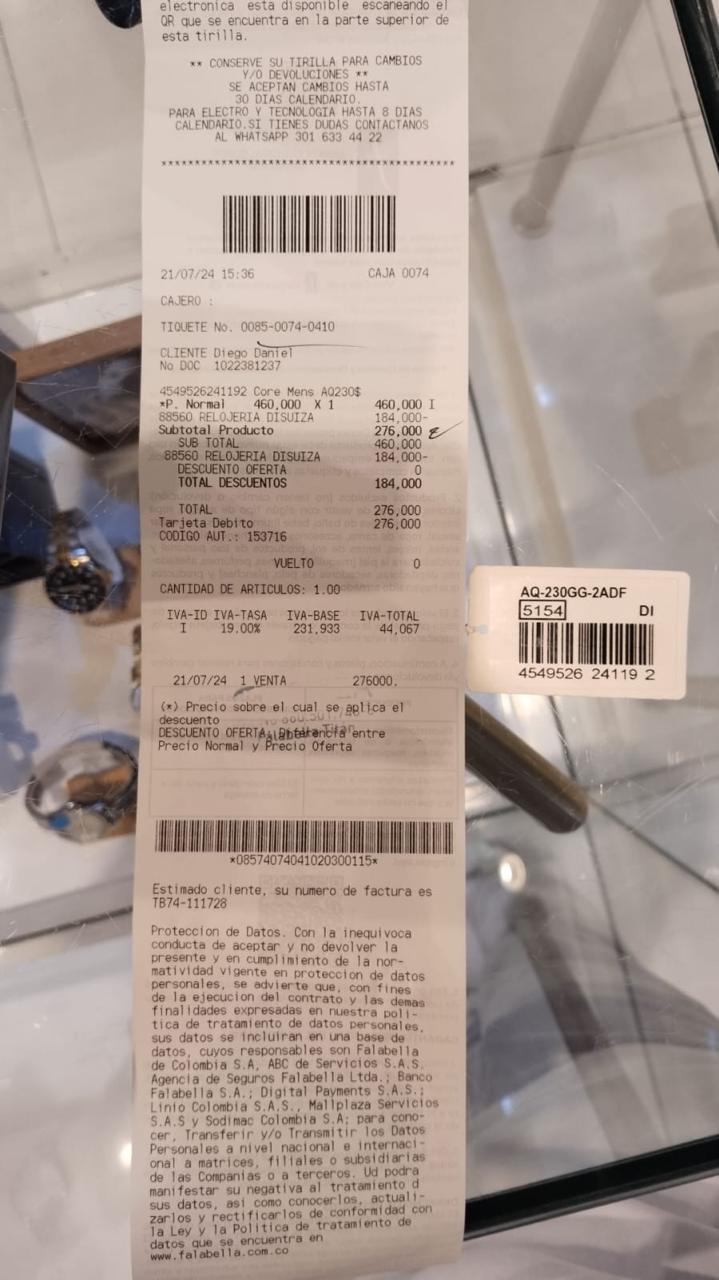 electronica esta disponible escaneando el
QR que se encuentra en la parte superior de
esta tirilla.
** CONSERVE SU TIRILLA PARA CAMBIOS
Y/O DEVOLUCIONES **
SE ACEPTAN CAMBIOS HASTA
30 DIAS CALENDARIO.
PARA ELECTRO Y TECNOLOGIA HASTA 8 DIAS
CALENDARIO.SI TIENES DUDAS CONTACTANOS
AL WHATSAPP 301 633 44 22
********************************************
21/07/24 15:36 CAJA 0074
CAJERO :
TIQUETE No. 0085-0074-0410
CLIENTE Diego Daniel
No DOC 1022381237
4549526241192 Core Mens AQ230$
*P. Normal 460,000 X 1 460,000 I
88560 RELOJERIA DISUIZA 184,000-
Subtotal Producto 276,000
SUB TOTAL 460,000
88560 RELOJERIA DISUIZA 184,000-
DESCUENTO OFERTA 0
TOTAL DESCUENTOS 184,000
TOTAL 276,000
Tarjeta Debito 276,000
CODIGO AUT.: 153716
VUELTO 0
CANTIDAD DE ARTICULOS: 1.00
IVA-ID IVA-TASA IVA-BASE IVA-TOTAL
I 19.00% 231,933 44,067
21/07/24 1 VENTA 276000.
(*) Precio sobre el cual se aplica el
descuento
DESCUENTO OFERTA: Diferencia entre
Precio Normal y Precio Oferta
Falabella Titan
*08574074041020300115*
Estimado cliente, su numero de factura es
TB74-111728
Proteccion de Datos. Con la inequivoca
conducta de aceptar y no devolver la
presente y en cumplimiento de la nor-
matividad vigente en proteccion de datos
personales, se advierte que, con fines
de la ejecucion del contrato y las demas
finalidades expresadas en nuestra poli-
tica de tratamiento de datos personales,
sus datos se incluiran en una base de
datos, cuyos responsables son Falabella
de Colombia S.A, ABC de Servicios S.A.S,
Agencia de Seguros Falabella Ltda.; Banco
Falabella S.A.; Digital Payments S.A.S.;
Linio Colombia S.A.S., Mallplaza Servicios
S.A.S y Sodimac Colombia S.A; para cono-
cer, Transferir y/o Transmitir los Datos
Personales a nivel nacional e internaci-
onal a matrices, filiales o subsidiarias
de las Companias o a terceros. Ud podra
manifestar su negativa al tratamiento d
sus datos, asi como conocerlos, actuali-
zarlos y rectificarlos de conformidad con
la Ley y la Politica de tratamiento de
datos que se encuentra en
www.falabella.com.co
AQ-230GG-2ADF
5154 DI
4549526 24119 2